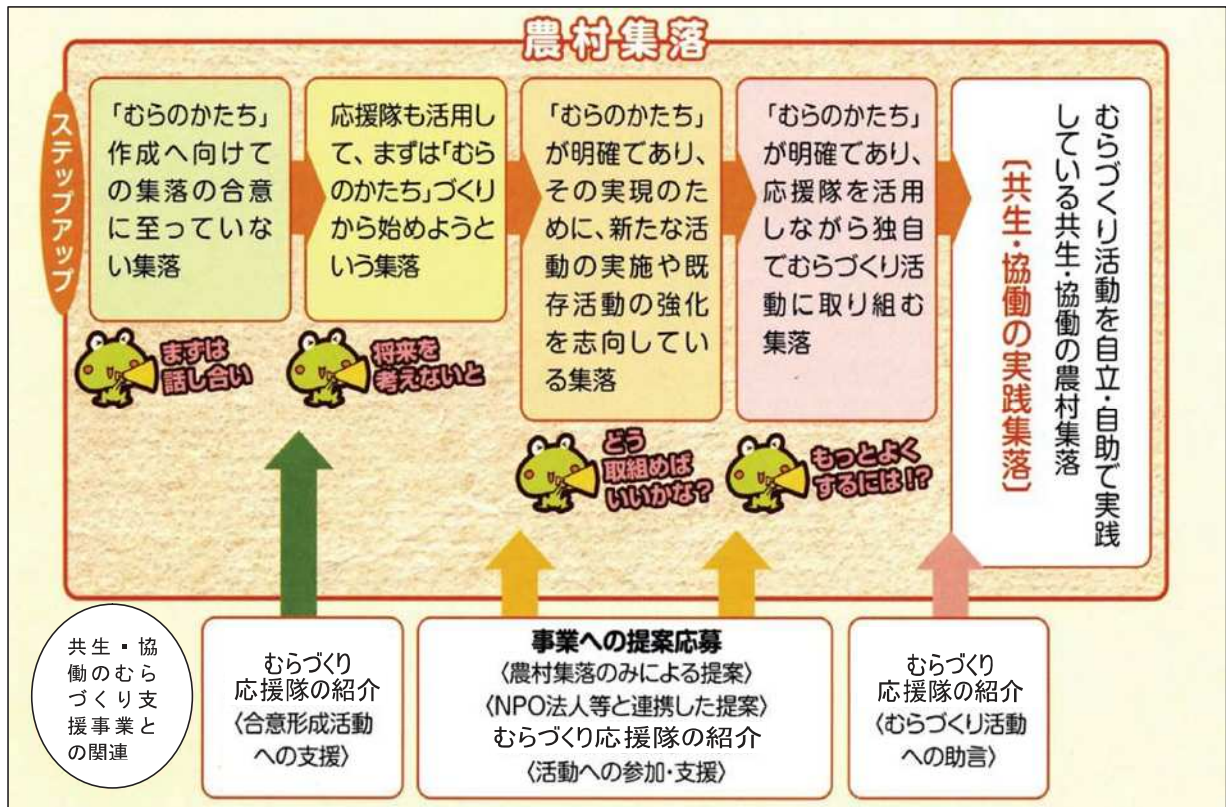 農村集落
ステップアップ
「むらのかたち」
作成へ向けて
の集落の合意
に至っていな
い集落
応援隊も活用し
て、まずは「むら
のかたち」づくり
から始めようと
いう集落
「むらのかたち」
が明確であり、
その実現のた
めに、新たな活
動の実施や既
存活動の強化
を志向してい
る集落
「むらのかたち」
が明確であり、
応援隊を活用
しながら独自
でむらづくり活
動に取り組む
集落
むらづくり活動を自立・自助で実践
している共生・協働の農村集落
〔共生・協働の実践集落〕
まずは
話し合い
将来を
考えないと
どう
取組めば
いいかな?
もっとよく
するには!?
共生・協
働のむら
づくり支
援事業と
の関連
むらづくり
応援隊の紹介
〈合意形成活動
への支援〉
事業への提案応募
〈農村集落のみによる提案〉
〈NPO法人等と連携した提案〉
むらづくり応援隊の紹介
〈活動への参加・支援〉
むらづくり
応援隊の紹介
〈むらづくり活動
への助言〉